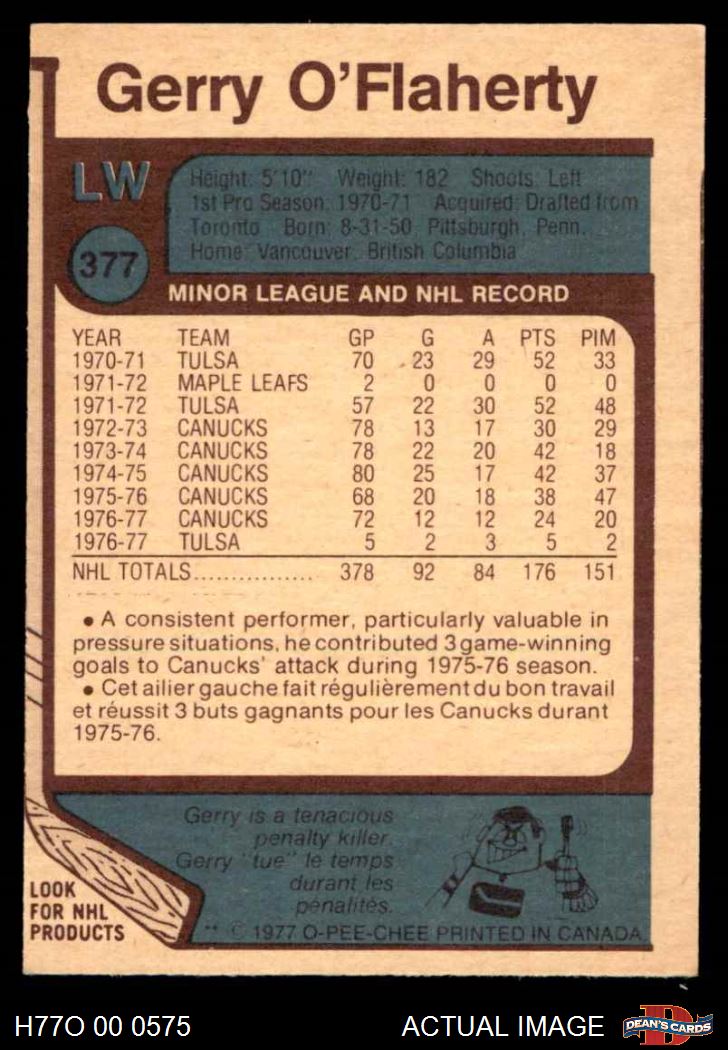 Gerry O'Flaherty
LW
377
Height: 5'10" Weight: 182 Shoots: Left
1st Pro Season: 1970-71 Acquired: Drafted from
Toronto Born: 8-31-50, Pittsburgh, Penn.
Home: Vancouver, British Columbia
MINOR LEAGUE AND NHL RECORD
YEAR TEAM GP G A PTS PIM
1970-71 TULSA 70 23 29 52 33
1971-72 MAPLE LEAFS 2 0 0 0 0
1971-72 TULSA 57 22 30 52 48
1972-73 CANUCKS 78 13 17 30 29
1973-74 CANUCKS 78 22 20 42 18
1974-75 CANUCKS 80 25 17 42 37
1975-76 CANUCKS 68 20 18 38 47
1976-77 CANUCKS 72 12 12 24 20
1976-77 TULSA 5 2 3 5 2
NHL TOTALS................ 378 92 84 176 151
• A consistent performer, particularly valuable in
pressure situations, he contributed 3 game-winning
goals to Canucks' attack during 1975-76 season.
• Cet ailier gauche fait régulièrement du bon travail
et réussit 3 buts gagnants pour les Canucks durant
1975-76.
Gerry is a tenacious
penalty killer.
Gerry "tue" le temps
durant les
pénalités.
LOOK
FOR NHL
PRODUCTS
** © 1977 O-PEE-CHEE PRINTED IN CANADA
H77O 00 0575
ACTUAL IMAGE
DEAN'S CARDS